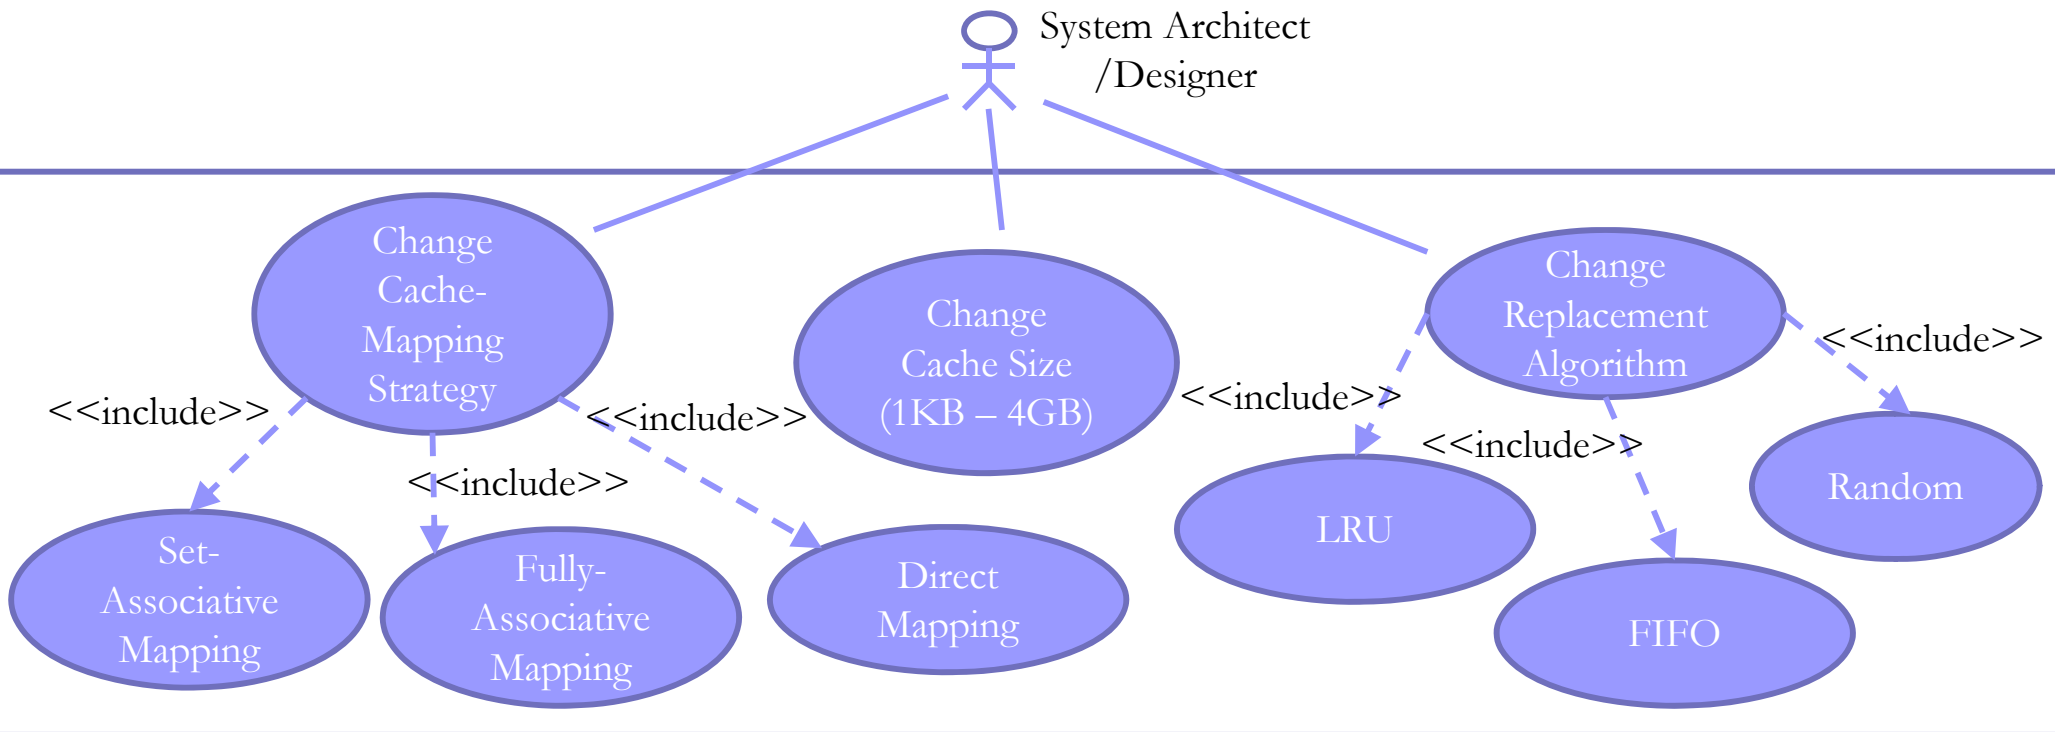 System Architect
/Designer
Change
Cache-
Mapping
Strategy
Change
Cache Size
(1KB – 4GB)
Change
Replacement
Algorithm
<<include>>
<<include>>
<<include>>
<<include>>
<<include>>
<<include>>
Set-
Associative
Mapping
Fully-
Associative
Mapping
Direct
Mapping
LRU
FIFO
Random